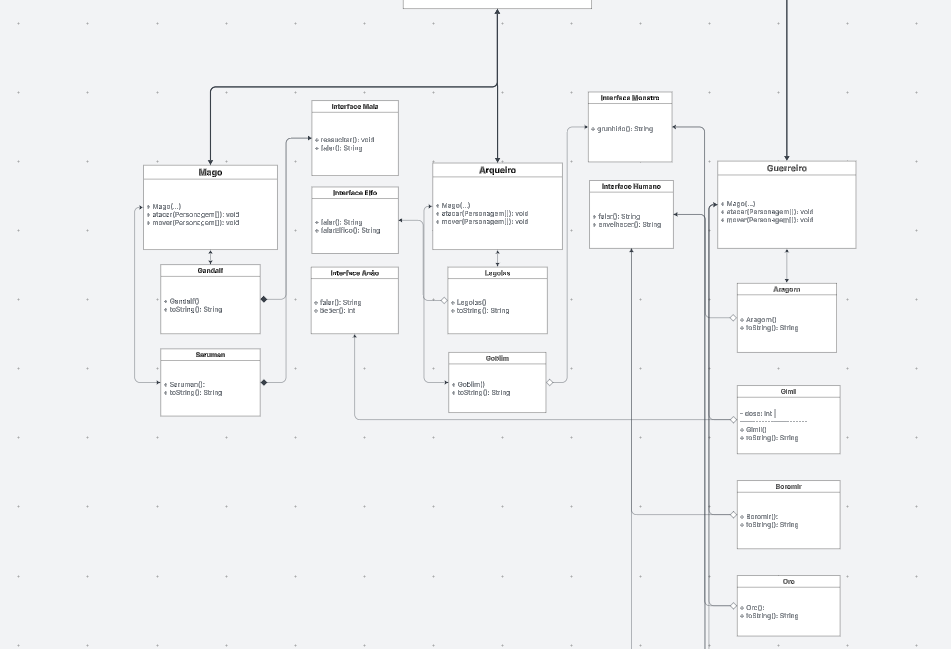 Interface Maia
+ ressucitar(): void
+ falar(): String
Interface Monstro
+ grunhido(): String
Mago
+ Mago(...)
+ atacar(Personagem[]): void
+ mover(Personagem[]): void
Interface Elfo
+ falar(): String
+ falarElfico(): String
Arqueiro
+ Mago(...)
+ atacar(Personagem[]): void
+ mover(Personagem[]): void
Interface Humano
+ falar(): String
+ envelhecer(): String
Guerreiro
+ Mago(...)
+ atacar(Personagem[]): void
+ mover(Personagem[]): void
Gandalf
+ Gandalf()
+ toString(): String
Interface Anão
+ falar(): String
+ beber(): int
Legolas
+ Legolas()
+ toString(): String
Aragorn
+ Aragorn()
+ toString(): String
Saruman
+ Saruman():
+ toString(): String
Goblim
+ Goblim()
+ toString(): String
Gimli
- dose: int
+ Gimli()
+ toString(): String
Boromir
+ Boromir():
+ toString(): String
Orc
+ Orc():
+ toString(): String